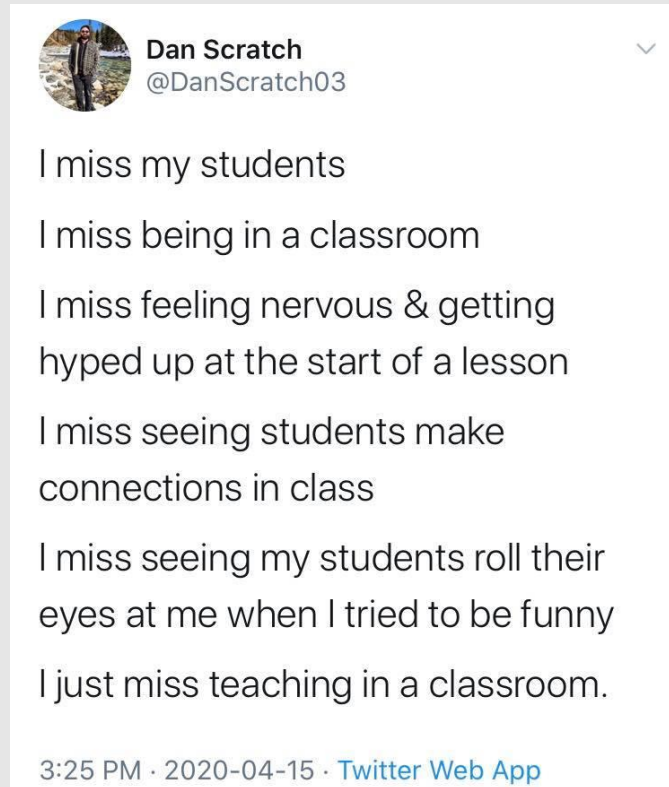 Dan Scratch
@DanScratch03
I miss my students
I miss being in a classroom
I miss feeling nervous & getting
hyped up at the start of a lesson
I miss seeing students make
connections in class
I miss seeing my students roll their
eyes at me when I tried to be funny
I just miss teaching in a classroom.
3:25 PM · 2020-04-15 · Twitter Web App